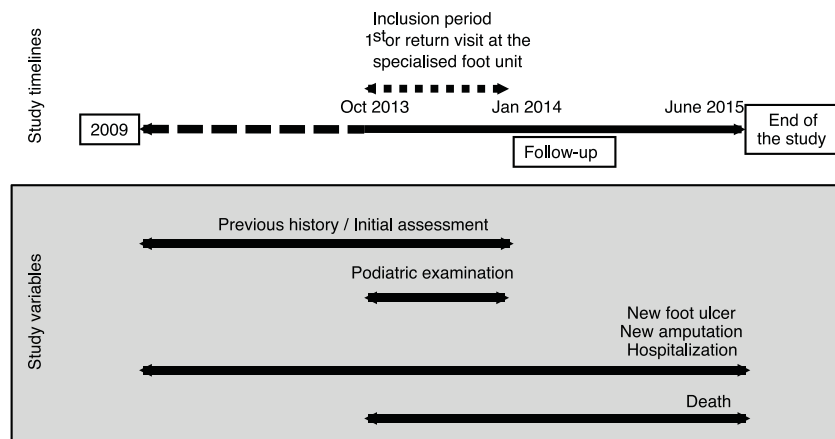 Inclusion period
1st or return visit at the
specialised foot unit
Study timelines
Oct 2013
Jan 2014
June 2015
2009
End of
the study
Follow-up
Study variables
Previous history / Initial assessment
Podiatric examination
New foot ulcer
New amputation
Hospitalization
Death